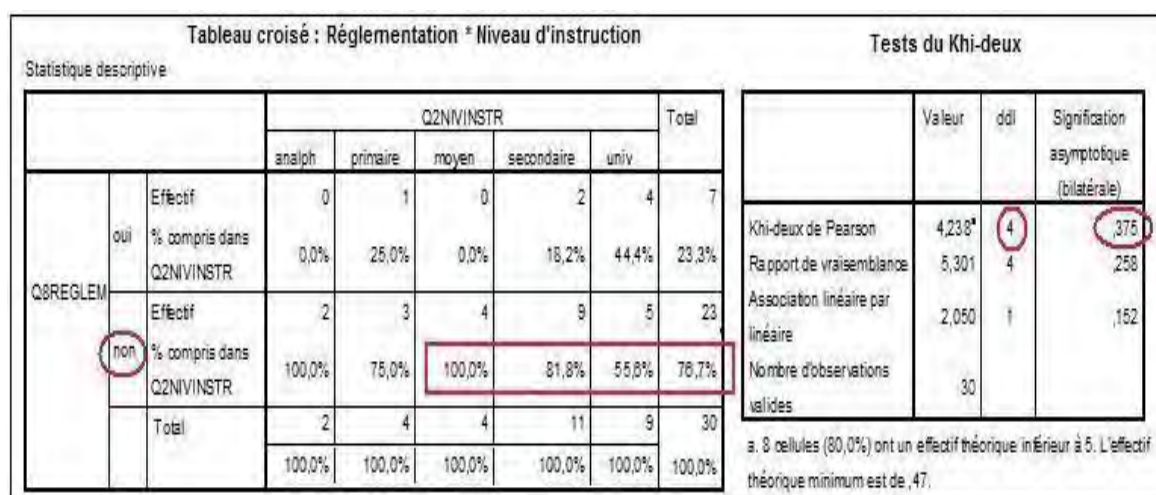 Tableau croisé : Réglementation * Niveau d'instruction
Statistique descriptive
Q2NIVINSTR Total
analph primaire moyen secondaire univ
Q8REGLEM oui Effectif 0 1 0 2 4 7
% compris dans Q2NIVINSTR 0,0% 25,0% 0,0% 18,2% 44,4% 23,3%
non Effectif 2 3 4 9 5 23
% compris dans Q2NIVINSTR 100,0% 75,0% 100,0% 81,8% 55,6% 76,7%
Total 2 4 4 11 9 30
100,0% 100,0% 100,0% 100,0% 100,0% 100,0%
Tests du Khi-deux
Valeur ddl Signification asymptotique (bilatérale)
Khi-deux de Pearson 4,238ª 4 ,375
Rapport de vraisemblance 5,301 4 ,258
Association linéaire par linéaire 2,050 1 ,152
Nombre d'observations valides 30
a. 8 cellules (80,0%) ont un effectif théorique inférieur à 5. L'effectif
théorique minimum est de ,47.